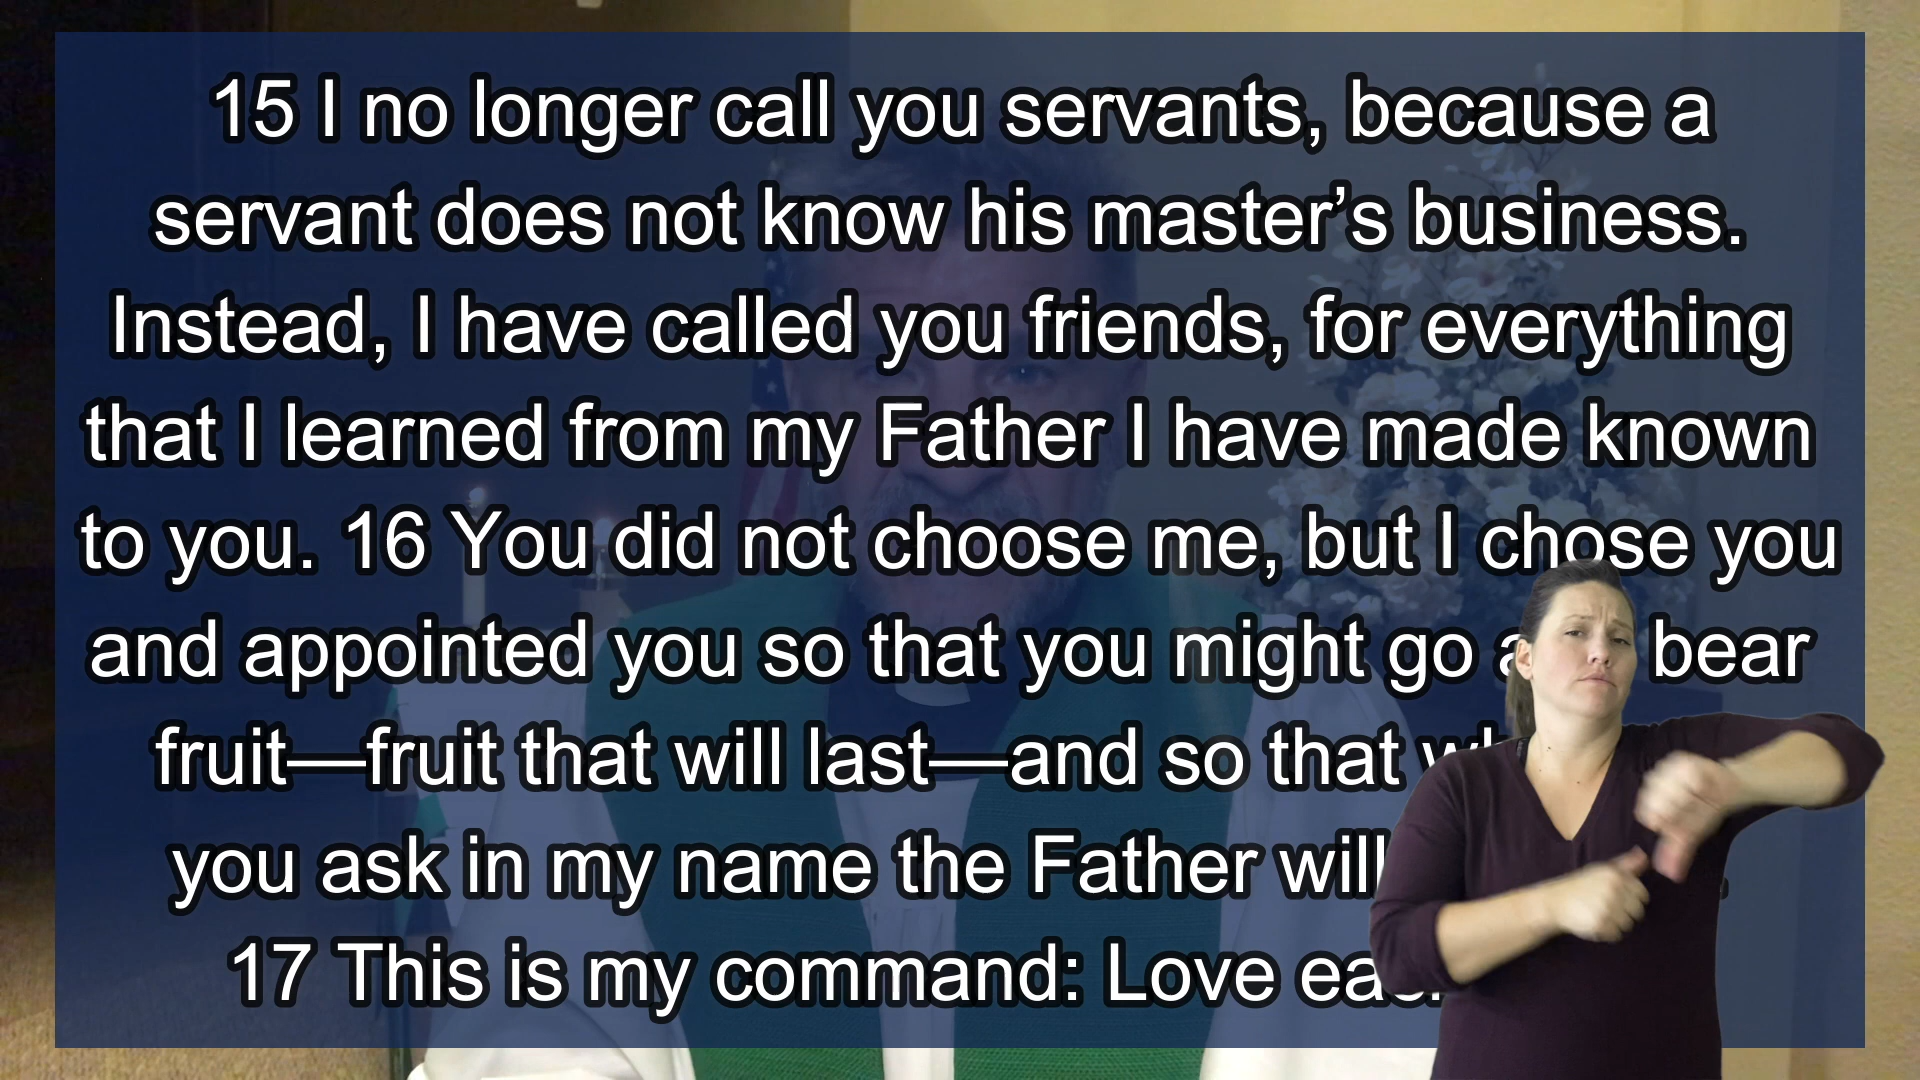 15 I no longer call you servants, because a
servant does not know his master’s business.
Instead, I have called you friends, for everything
that I learned from my Father I have made known
to you. 16 You did not choose me, but I chose you
and appointed you so that you might go bear
fruit—fruit that will last—and so that
you ask in my name the Father will
17 This is my command: Love